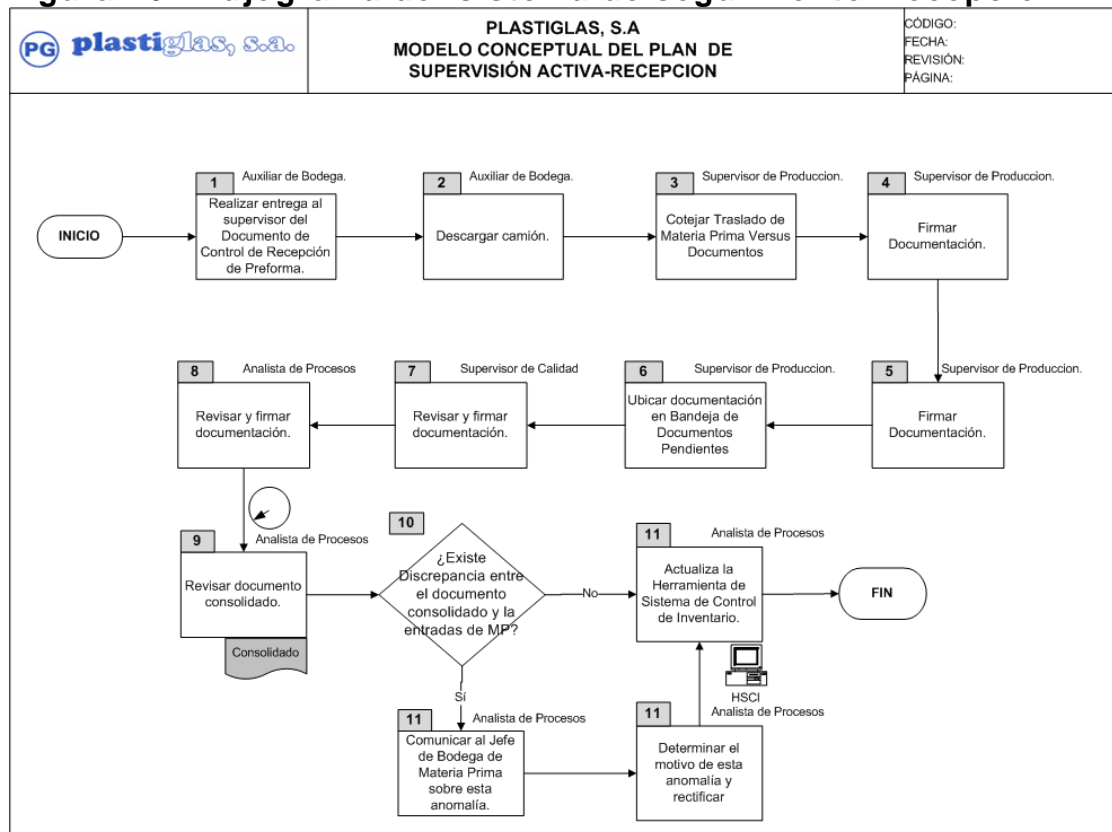 PG plastiglas, s.a.
PLASTIGLAS, S.A
MODELO CONCEPTUAL DEL PLAN DE
SUPERVISIÓN ACTIVA-RECEPCION
CÓDIGO:
FECHA:
REVISIÓN:
PÁGINA:
INICIO
1
Auxiliar de Bodega.
Realizar entrega al
supervisor del
Documento de
Control de Recepción
de Preforma.
2
Auxiliar de Bodega.
Descargar camión.
3
Supervisor de Produccion.
Cotejar Traslado de
Materia Prima Versus
Documentos
4
Supervisor de Produccion.
Firmar
Documentación.
8
Analista de Procesos
Revisar y firmar
documentación.
7
Supervisor de Calidad
Revisar y firmar
documentación.
6
Supervisor de Produccion.
Ubicar documentación
en Bandeja de
Documentos
Pendientes
5
Supervisor de Produccion.
Firmar
Documentación.
9
Analista de Procesos
Revisar documento
consolidado.
Consolidado
10
¿Existe
Discrepancia entre
el documento
consolidado y la
entradas de MP?
No
Sí
11
Analista de Procesos
Actualiza la
Herramienta de
Sistema de Control
de Inventario.
HSCI
FIN
11
Analista de Procesos
Comunicar al Jefe
de Bodega de
Materia Prima
sobre esta
anomalía.
11
Analista de Procesos
Determinar el
motivo de esta
anomalía y
rectificar